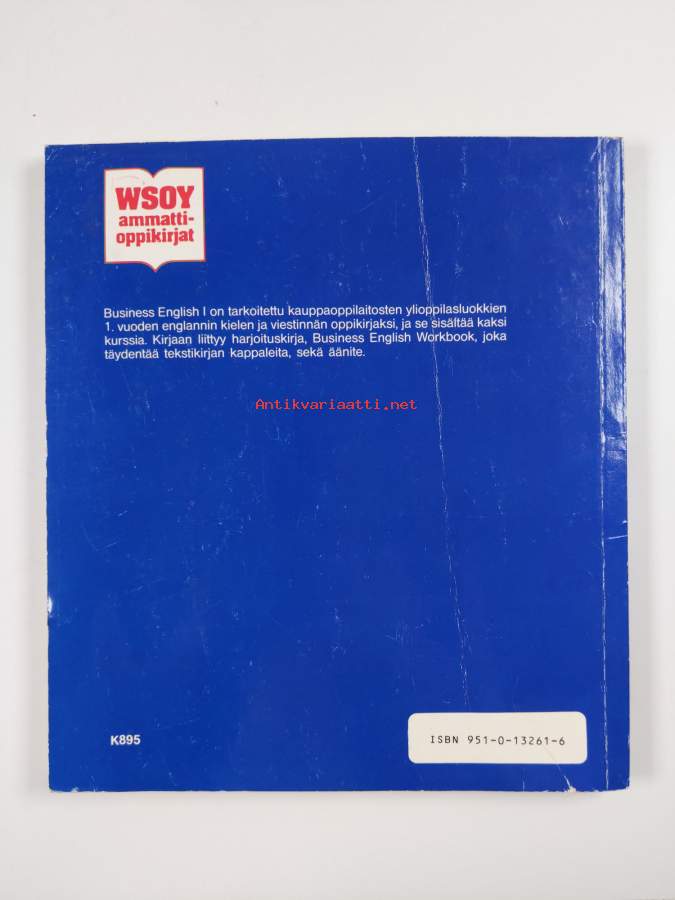 WSOY
ammatti-
oppikirjat
Business English I on tarkoitettu kauppaoppilaitosten ylioppilasluokkien
1. vuoden englannin kielen ja viestinnän oppikirjaksi, ja se sisältää kaksi
kurssia. Kirjaan liittyy harjoituskirja, Business English Workbook, joka
täydentää tekstikirjan kappaleita, sekä äänite.
Antikvariaatti.net
K895
ISBN 951-0-13261-6